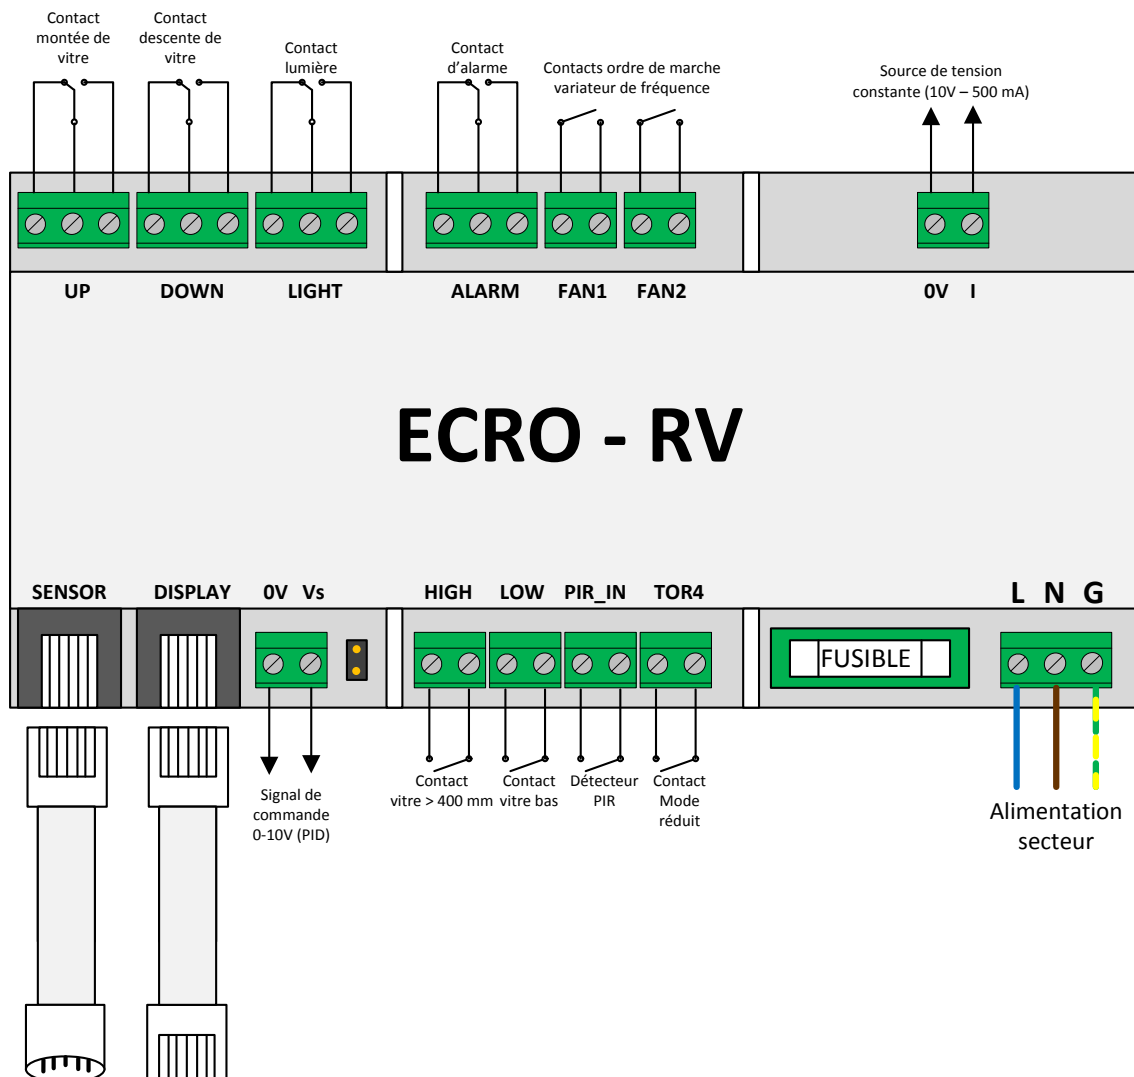 Contact
montée de
vitre
Contact
descente de
vitre
Contact
lumière
Contact
d'alarme
Contacts ordre de marche
variateur de fréquence
Source de tension
constante (10V – 500 mA)
UP
DOWN
LIGHT
ALARM
FAN1
FAN2
0V
I
ECRO - RV
SENSOR
DISPLAY
0V
Vs
HIGH
LOW
PIR_IN
TOR4
L
N
G
FUSIBLE
Signal de
commande
0-10V (PID)
Contact
vitre > 400 mm
Contact
vitre bas
Détecteur
PIR
Contact
Mode
réduit
Alimentation
secteur